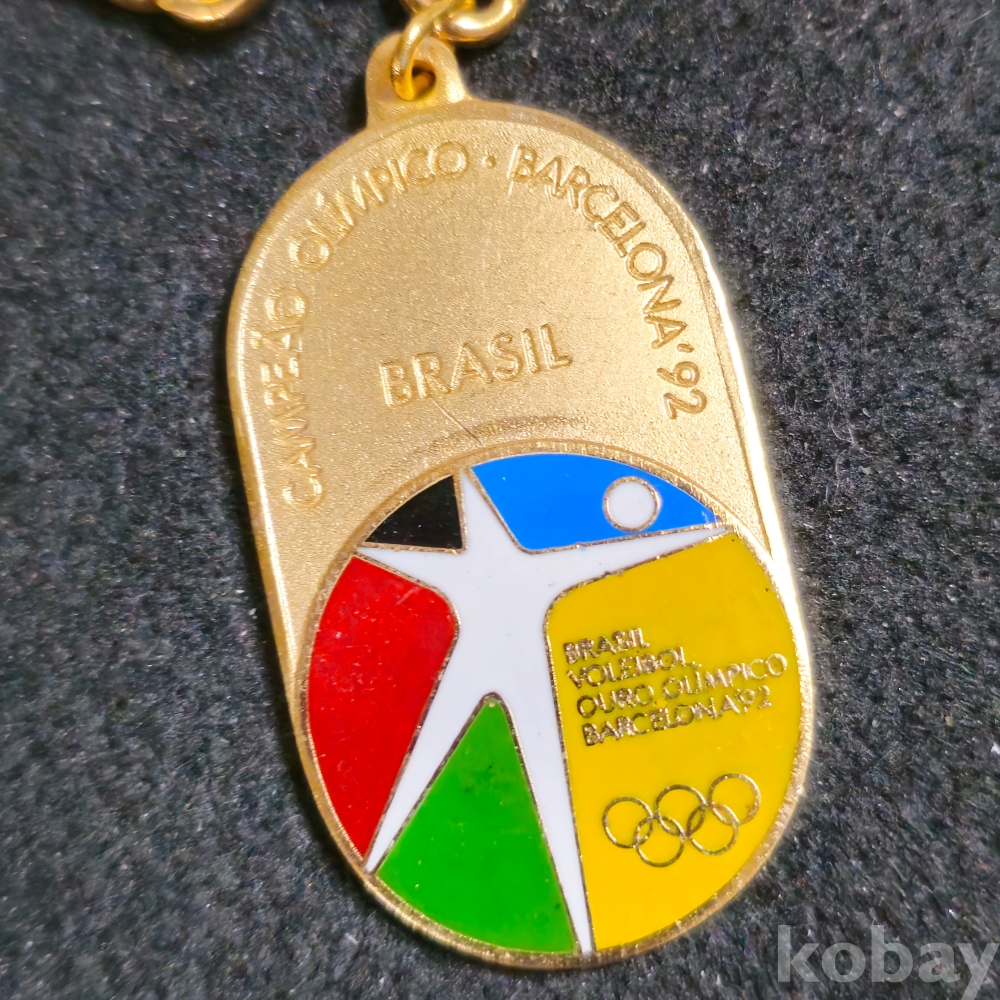 CAMPEÃO OLÍMPICO · BARCELONA'92
BRASIL
BRASIL
VOLEIBOL
OURO OLÍMPICO
BARCELONA'92
kobay